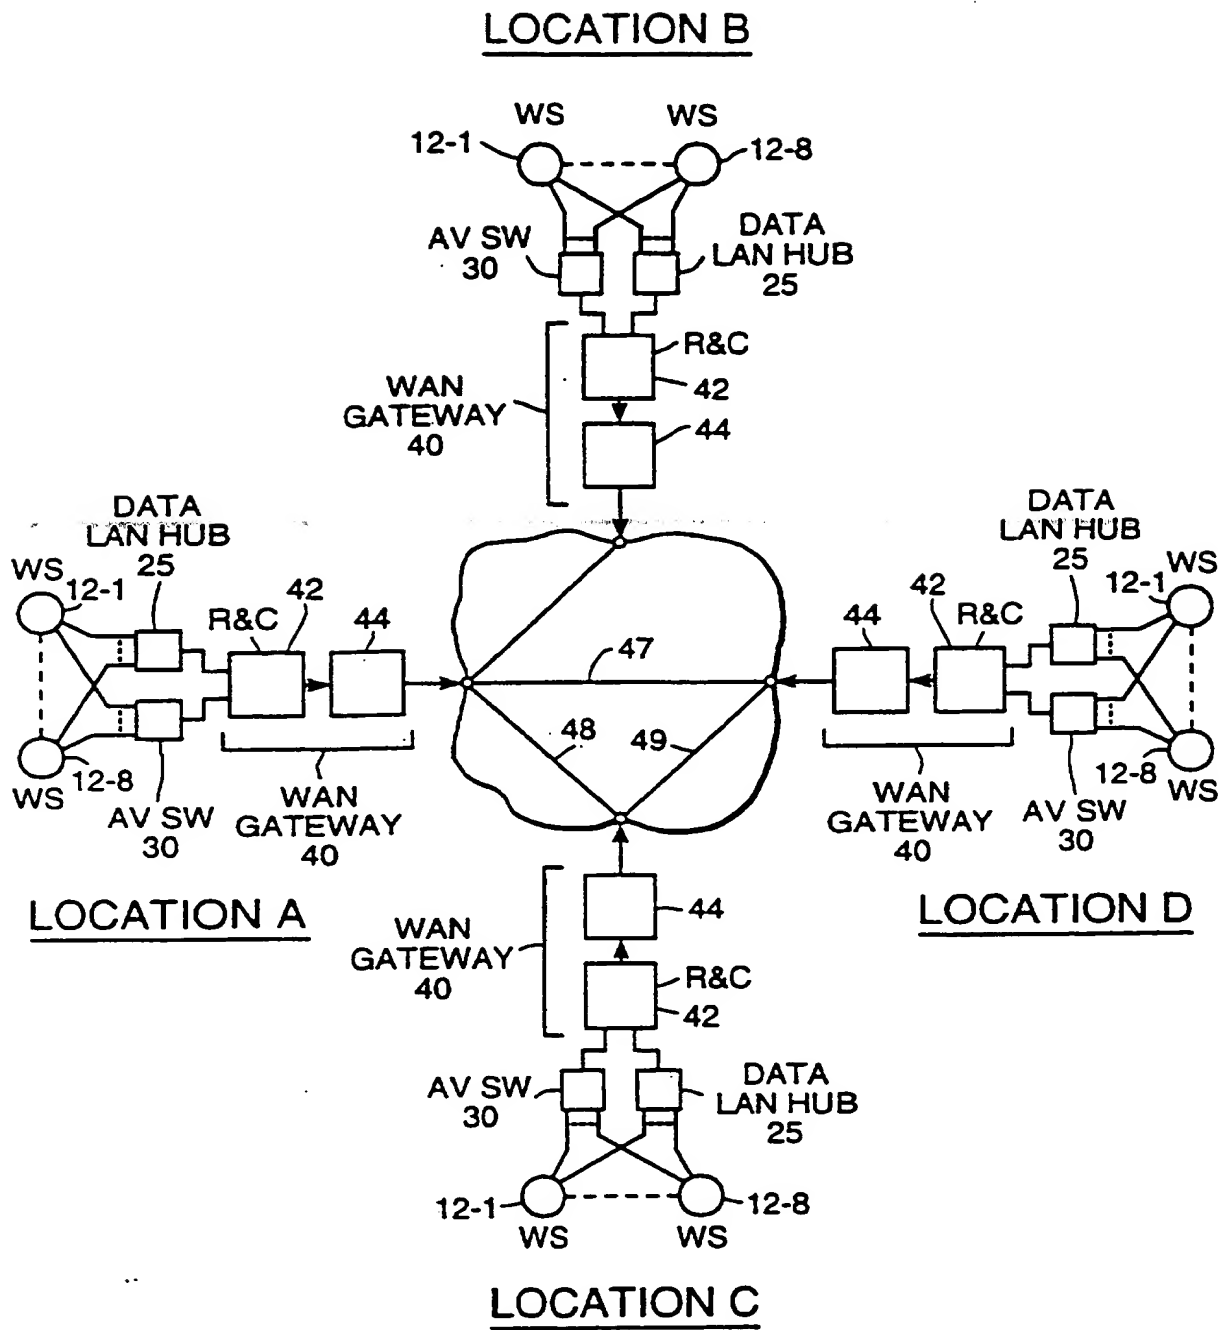 LOCATION B
WS WS
12-1 12-8
AV SW
30
DATA
LAN HUB
25
R&C
42
WAN
GATEWAY
40
44
DATA
LAN HUB
25
WS
12-1
R&C
42
44
12-8
WS
AV SW
30
WAN
GATEWAY
40
LOCATION A
47
48
49
DATA
LAN HUB
25
WS
12-1
42
R&C
44
12-8
WS
AV SW
30
WAN
GATEWAY
40
LOCATION D
44
WAN
GATEWAY
40
R&C
42
AV SW
30
DATA
LAN HUB
25
12-1 12-8
WS WS
LOCATION C